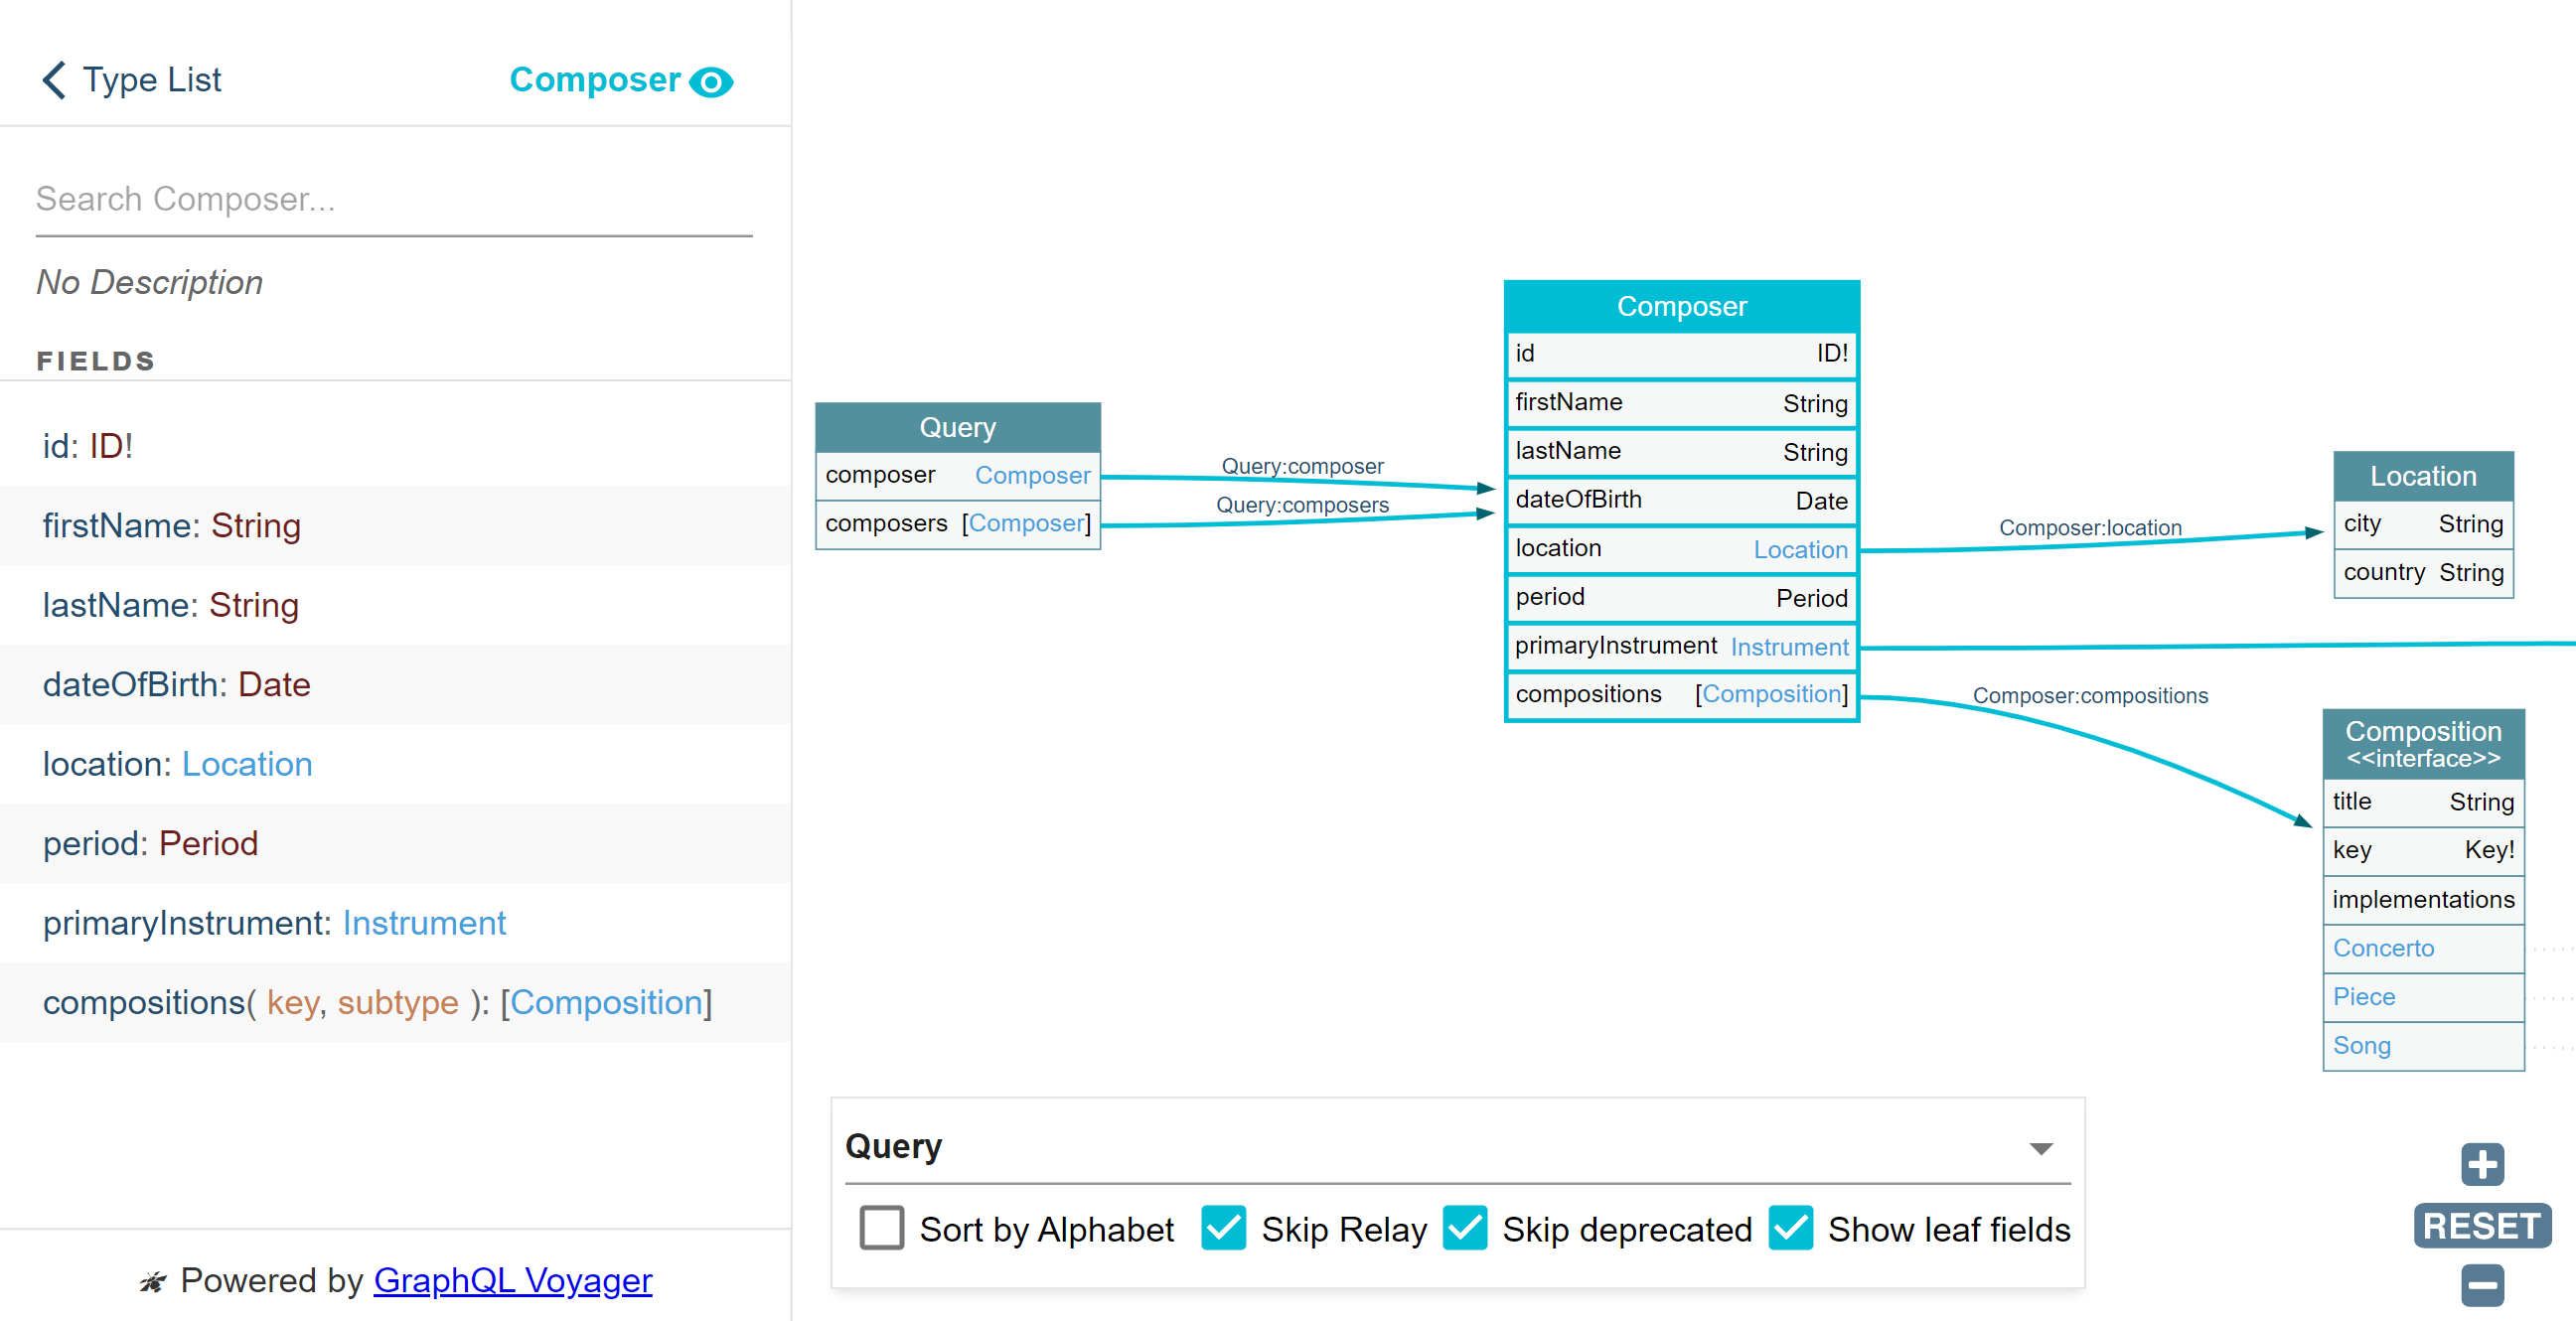 Type List
Composer
Search Composer...
No Description
FIELDS
id: ID!
firstName: String
lastName: String
dateOfBirth: Date
location: Location
period: Period
primaryInstrument: Instrument
compositions( key, subtype ): [Composition]
Powered by GraphQL Voyager
Query
composer Composer
composers [Composer]
Query:composer
Query:composers
Composer
id ID!
firstName String
lastName String
dateOfBirth Date
location Location
period Period
primaryInstrument Instrument
compositions [Composition]
Composer:location
Composer:compositions
Location
city String
country String
Composition
<<interface>>
title String
key Key!
implementations
Concerto
Piece
Song
Query
Sort by Alphabet Skip Relay Skip deprecated Show leaf fields
RESET